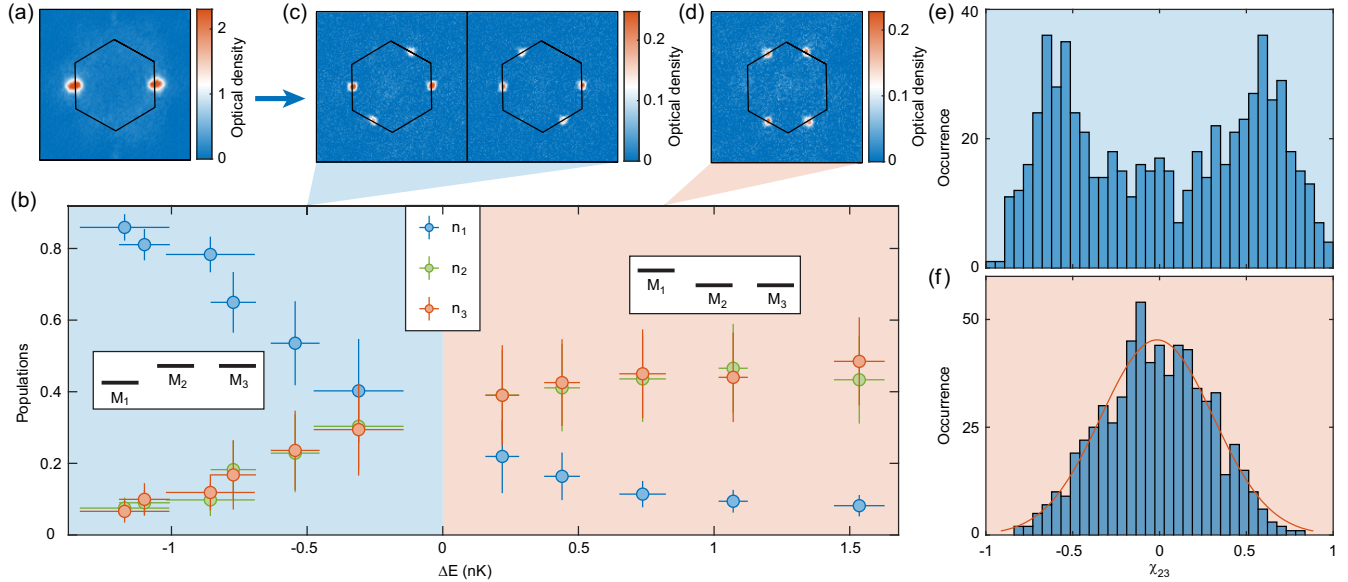 (a)
2
1
0
Optical density
(c)
0.2
0.1
0
Optical density
(d)
0.2
0.1
0
Optical density
(e)
40
20
0
Occurrence
(b)
n1
n2
n3
M1
M2
M3
M1
M2
M3
0.8
0.6
0.4
0.2
0
Populations
-1
-0.5
0
0.5
1
1.5
ΔE (nK)
(f)
50
25
0
Occurrence
-1
-0.5
0
0.5
1
χ23